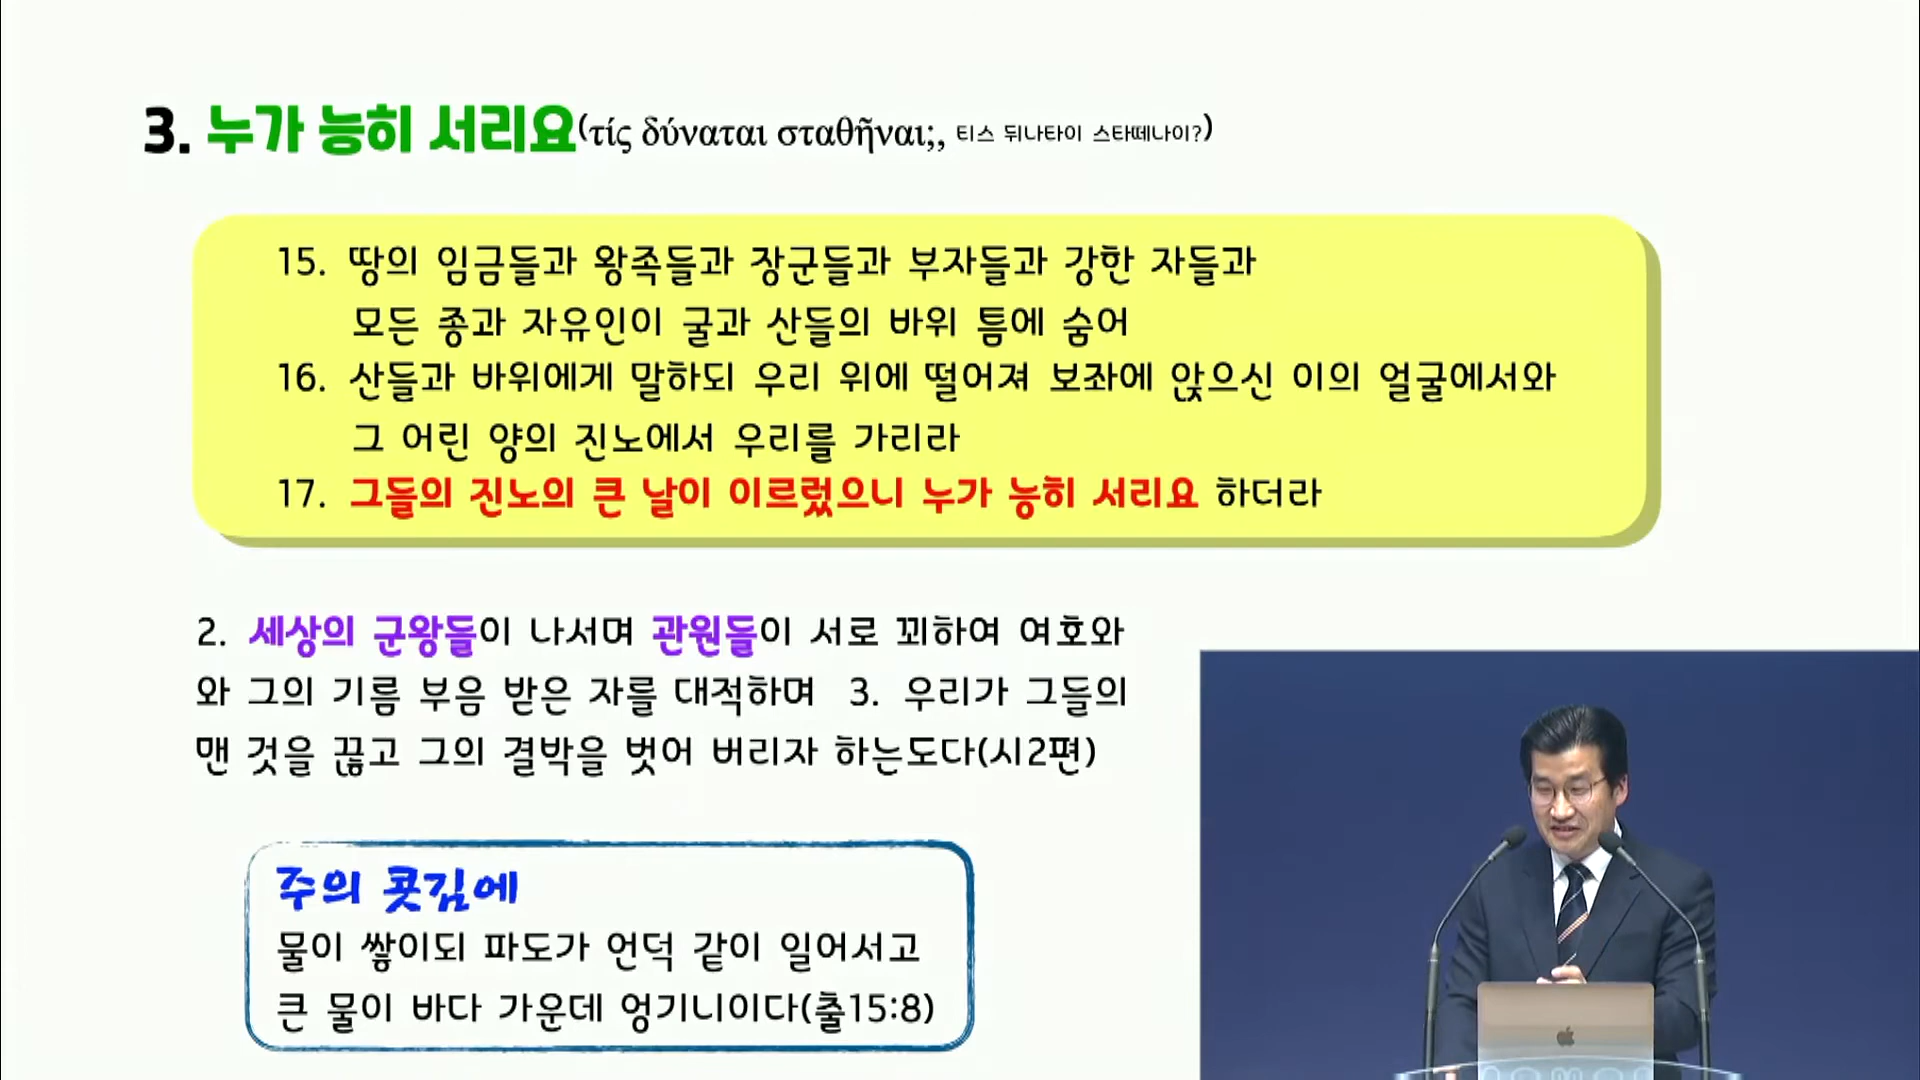 3. 누가 능히 서리요(τίς δύναται σταθῆναι;, 티스 뒤나타이 스타떼나이?)
15. 땅의 임금들과 왕족들과 장군들과 부자들과 강한 자들과
모든 종과 자유인이 굴과 산들의 바위 틈에 숨어
16. 산들과 바위에게 말하되 우리 위에 떨어져 보좌에 앉으신 이의 얼굴에서와
그 어린 양의 진노에서 우리를 가리라
17. 그들의 진노의 큰 날이 이르렀으니 누가 능히 서리요 하더라
2. 세상의 군왕들이 나서며 관원들이 서로 꾀하여 여호와
와 그의 기름 부음 받은 자를 대적하며 3. 우리가 그들의
맨 것을 끊고 그의 결박을 벗어 버리자 하는도다(시2편)
주의 콧김에
물이 쌓이되 파도가 언덕 같이 일어서고
큰 물이 바다 가운데 엉기니이다(출15:8)